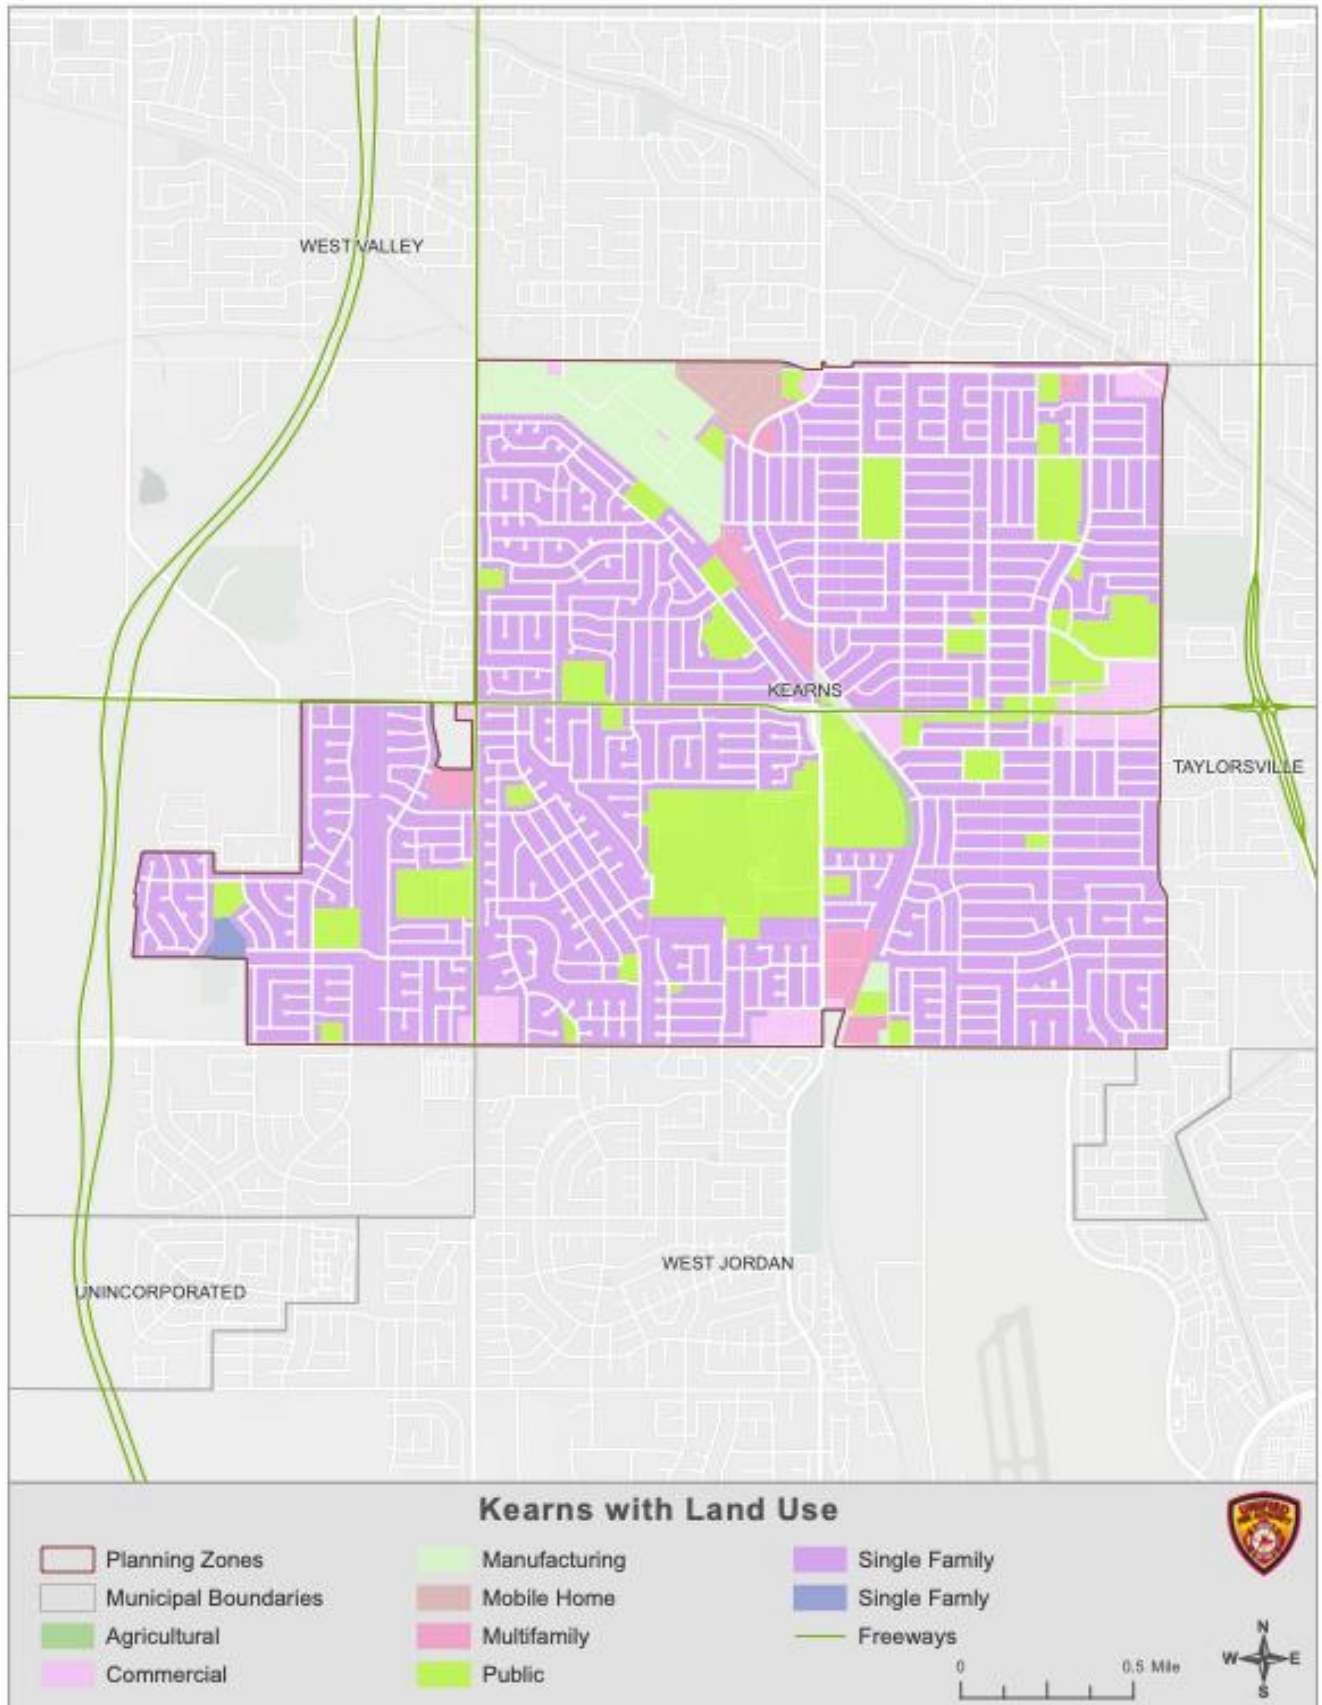 WEST VALLEY
KEARNS
TAYLORSVILLE
WEST JORDAN
UNINCORPORATED
Kearns with Land Use
Planning Zones
Municipal Boundaries
Agricultural
Commercial
Manufacturing
Mobile Home
Multifamily
Public
Single Family
Single Famly
Freeways
0 0.5 Mile
N
W E
S